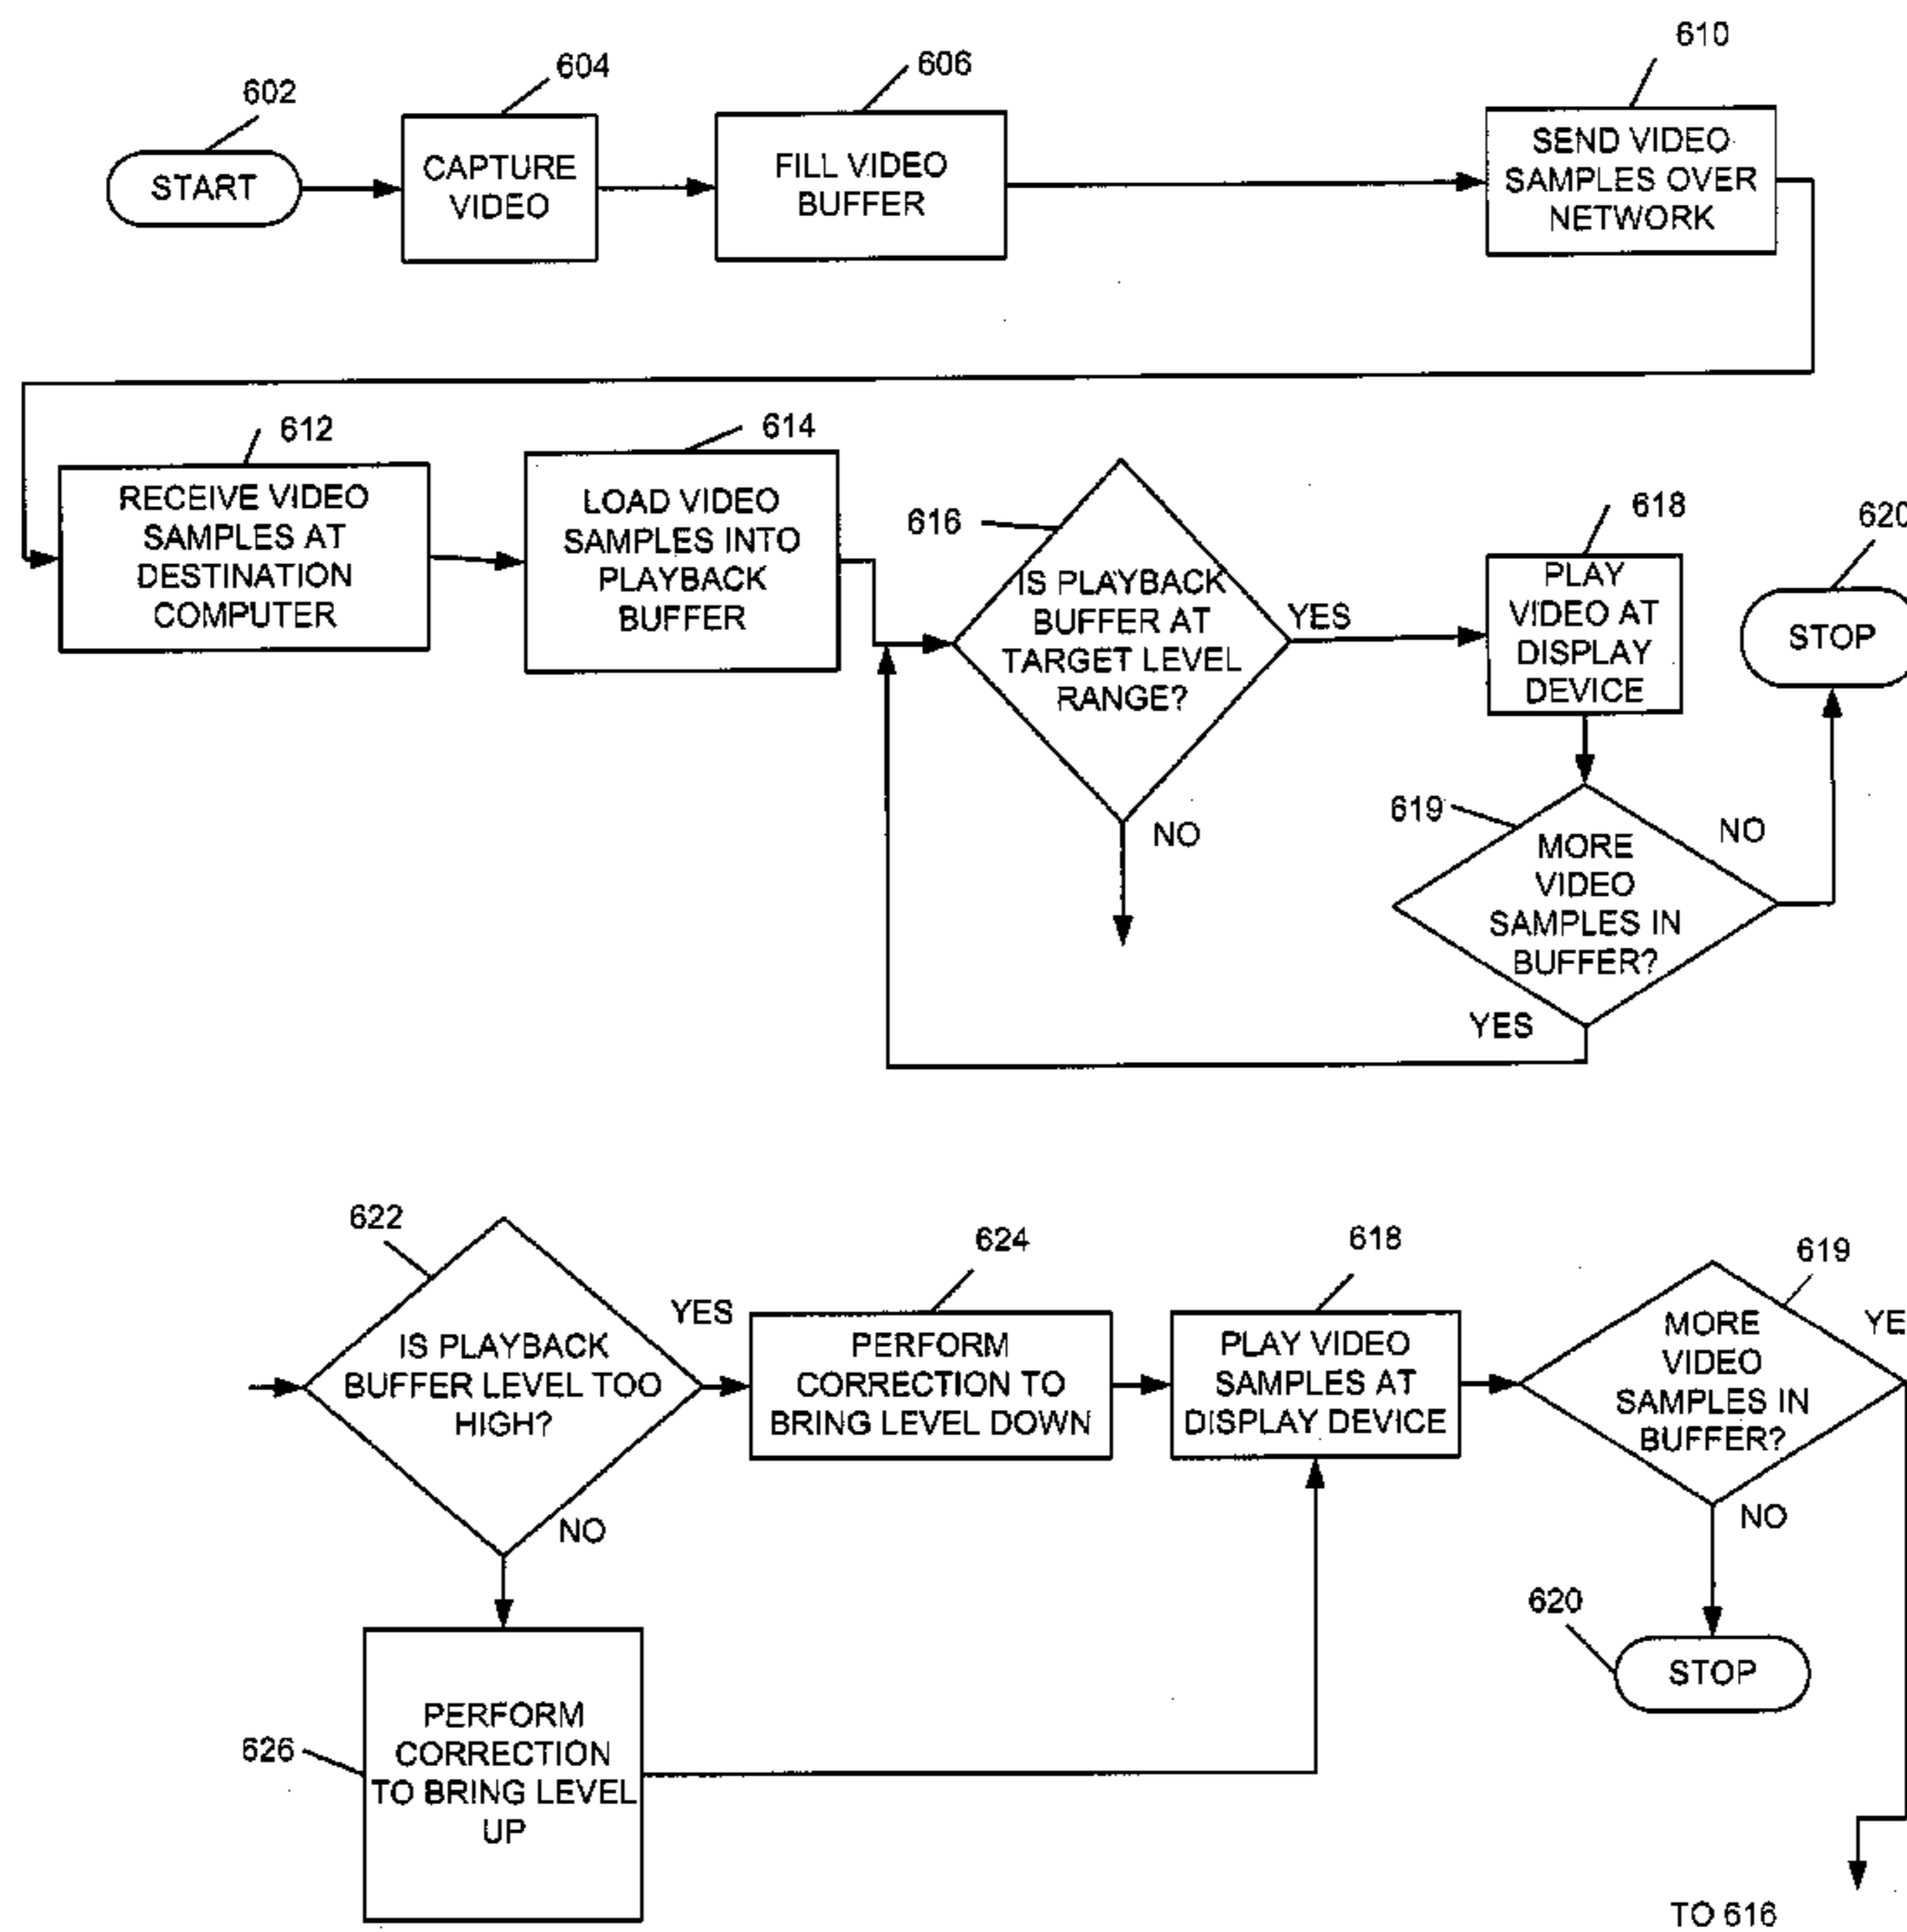 610
604
606
602
START
CAPTURE
VIDEO
FILL VIDEO
BUFFER
SEND VIDEO
SAMPLES OVER
NETWORK
612
614
RECEIVE VIDEO
SAMPLES AT
DESTINATION
COMPUTER
LOAD VIDEO
SAMPLES INTO
PLAYBACK
BUFFER
616
IS PLAYBACK
BUFFER AT
TARGET LEVEL
RANGE?
YES
NO
618
PLAY
VIDEO AT
DISPLAY
DEVICE
620
STOP
619
MORE
VIDEO
SAMPLES IN
BUFFER?
NO
YES
622
IS PLAYBACK
BUFFER LEVEL TOO
HIGH?
YES
NO
624
PERFORM
CORRECTION TO
BRING LEVEL DOWN
618
PLAY VIDEO
SAMPLES AT
DISPLAY DEVICE
619
MORE
VIDEO
SAMPLES IN
BUFFER?
YE
NO
620
STOP
626
PERFORM
CORRECTION
TO BRING LEVEL
UP
TO 616